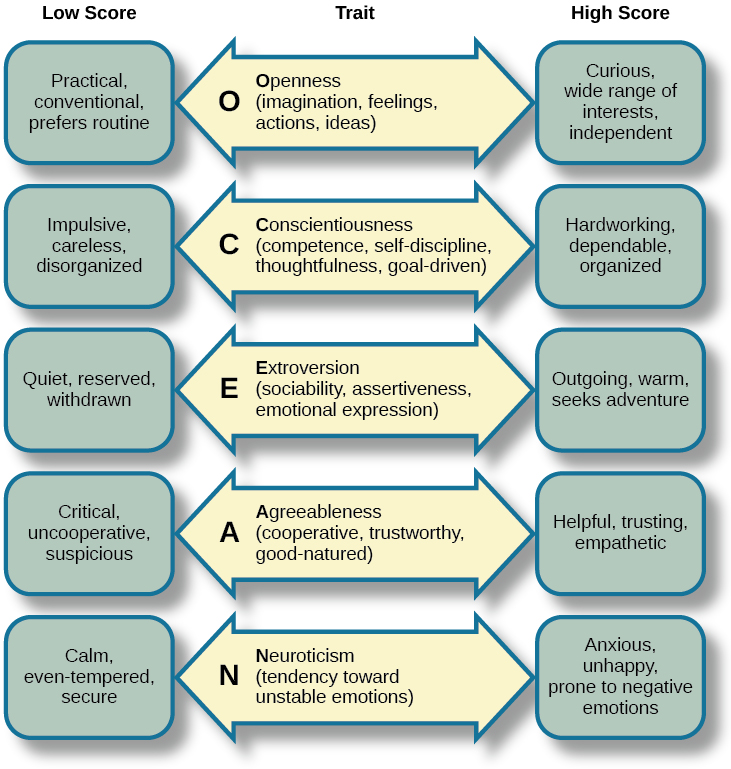 Low Score
Trait
High Score
Practical,
conventional,
prefers routine
O
Openness
(imagination, feelings,
actions, ideas)
Curious,
wide range of
interests,
independent
Impulsive,
careless,
disorganized
C
Conscientiousness
(competence, self-discipline,
thoughtfulness, goal-driven)
Hardworking,
dependable,
organized
Quiet, reserved,
withdrawn
E
Extroversion
(sociability, assertiveness,
emotional expression)
Outgoing, warm,
seeks adventure
Critical,
uncooperative,
suspicious
A
Agreeableness
(cooperative, trustworthy,
good-natured)
Helpful, trusting,
empathetic
Calm,
even-tempered,
secure
N
Neuroticism
(tendency toward
unstable emotions)
Anxious,
unhappy,
prone to negative
emotions